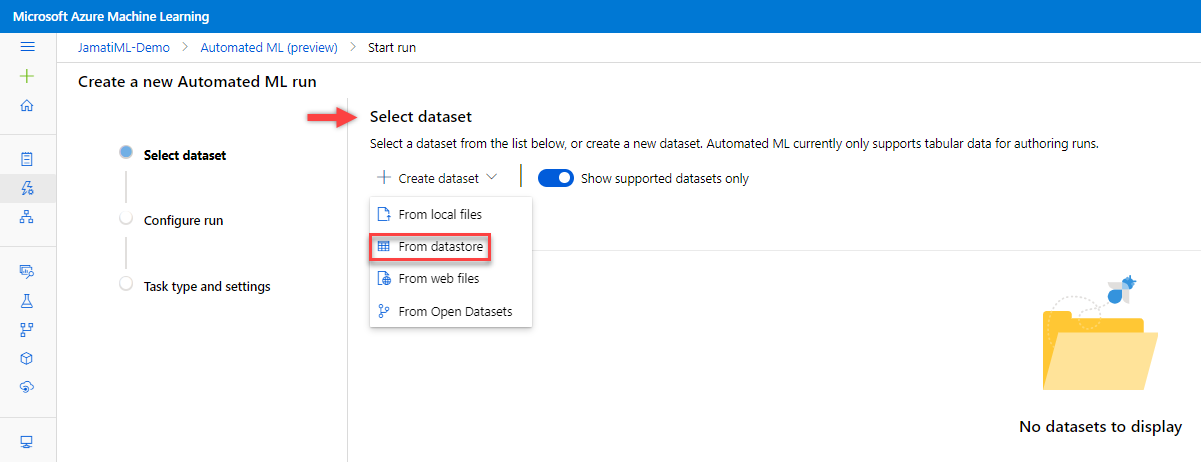 Microsoft Azure Machine Learning
JamatiML-Demo > Automated ML (preview) > Start run
Create a new Automated ML run
Select dataset
Configure run
Task type and settings
Select dataset
Select a dataset from the list below, or create a new dataset. Automated ML currently only supports tabular data for authoring runs.
Create dataset
Show supported datasets only
From local files
From datastore
From web files
From Open Datasets
No datasets to display